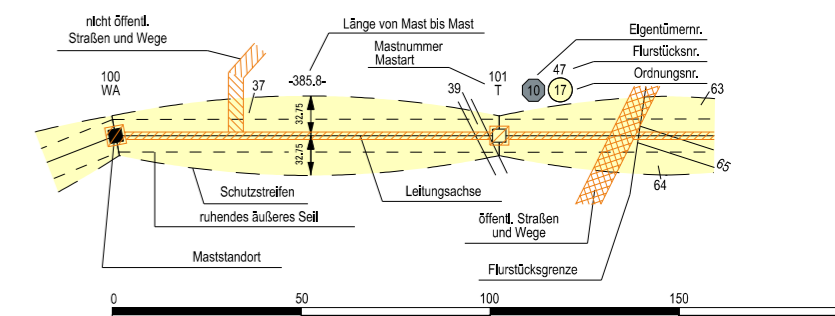 nicht öffentl.
Straßen und Wege
Länge von Mast bis Mast
Mastnummer
Mastart
Eigentümernr.
Flurstücksnr.
Ordnungsnr.
100
WA
37
-385.8-
39
101
T
10
47
17
63
32.75
32.75
65
64
Schutzstreifen
ruhendes äußeres Seil
Leitungsachse
öffentl. Straßen
und Wege
Maststandort
Flurstücksgrenze
0
50
100
150